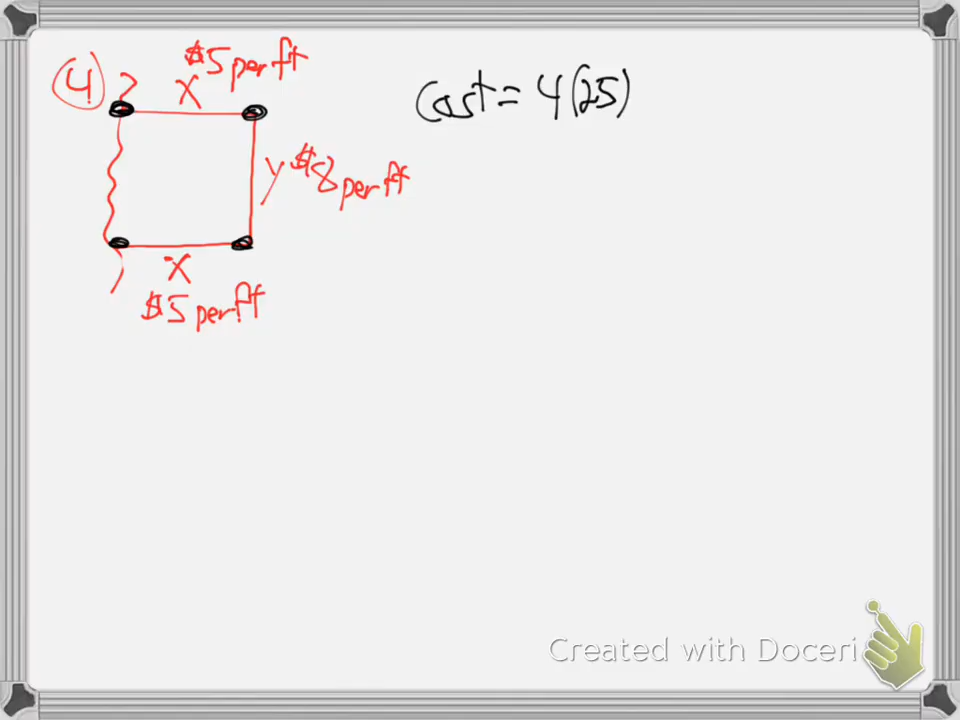 ④
$5 per ft
x
Cost = 4(25)
y $8 per ft
x
$5 per ft
Created with Doceri